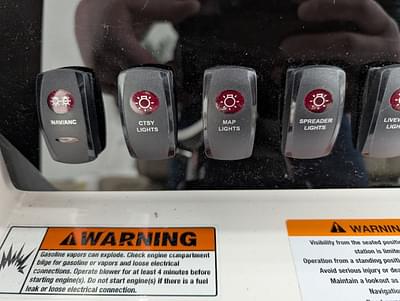 NAV/ANC
CTSY
LIGHTS
MAP
LIGHTS
SPREADER
LIGHTS
LIVEW
LIGHTS
WARNING
Gasoline vapors can explode. Check engine compartment
bilge for gasoline or vapors and loose electrical
connections. Operate blower for at least 4 minutes before
starting engine(s). Do not start engine(s) if there is a fuel
leak or loose electrical connection.
WARNIN
Visibility from the seated positio
station is limite
Operation from a standing positio
Avoid serious injury or dea
Maintain a lookout as
Navigatio